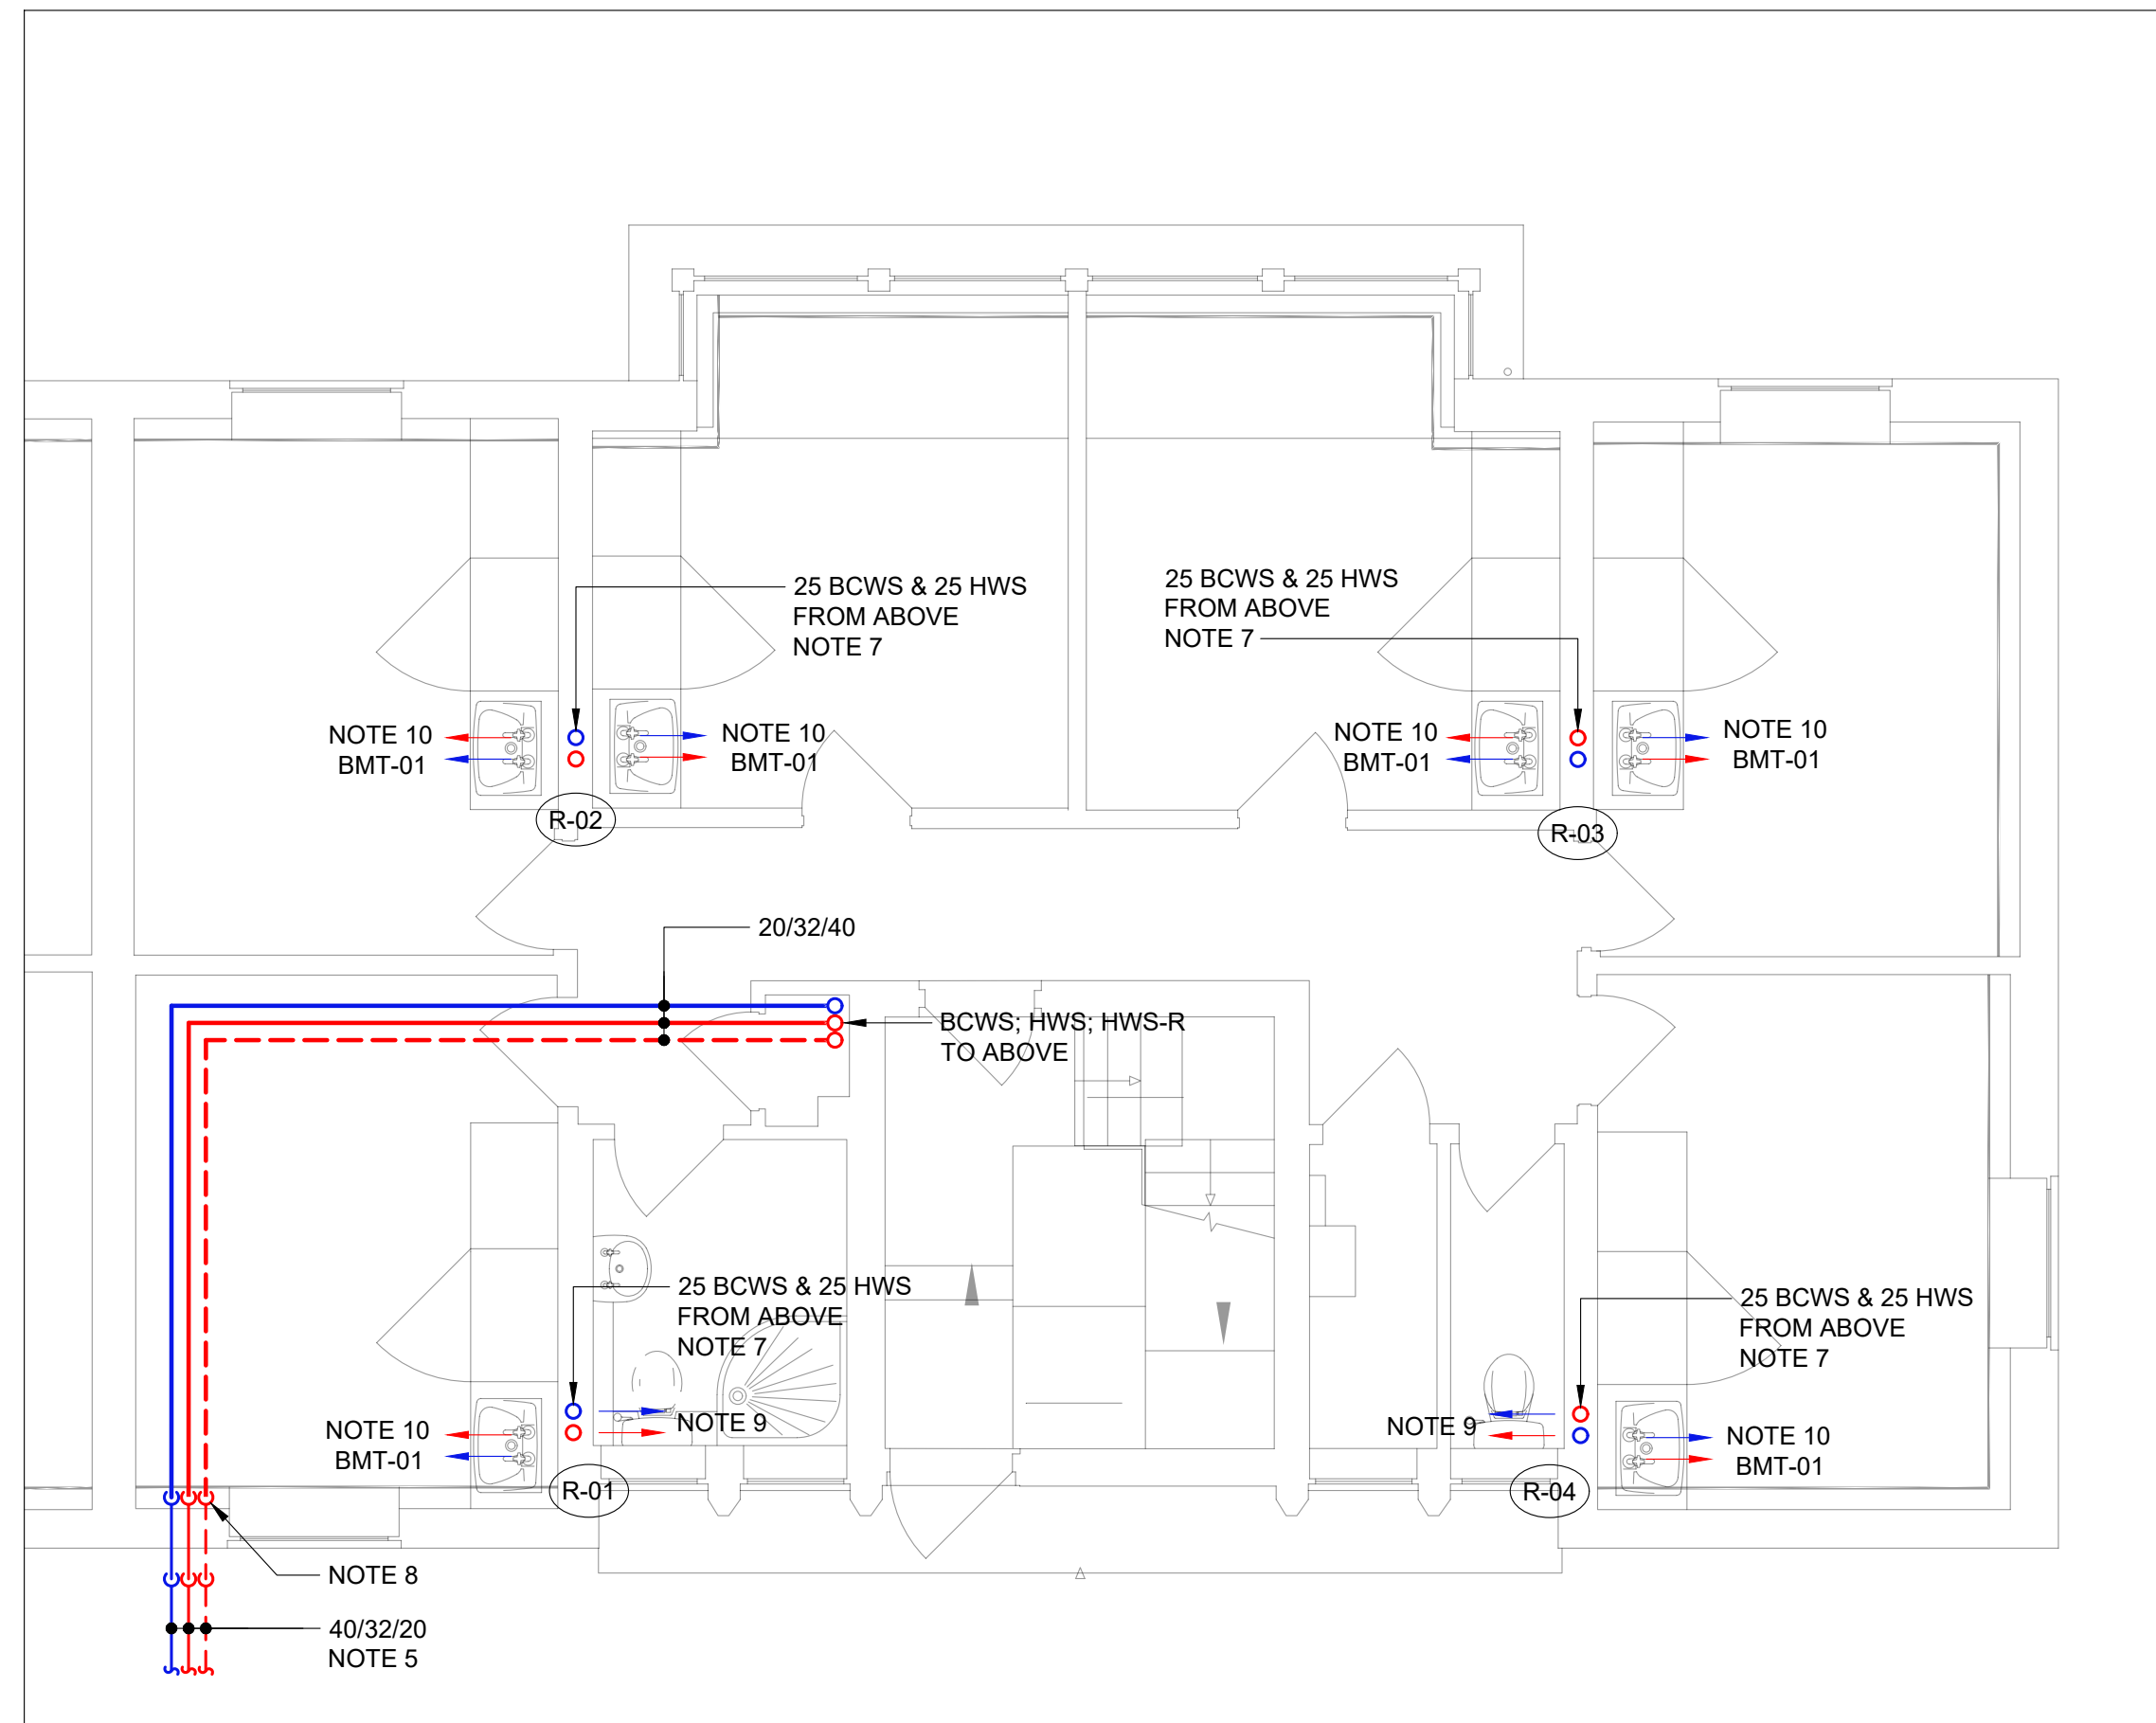 25 BCWS & 25 HWS
FROM ABOVE
NOTE 7
25 BCWS & 25 HWS
FROM ABOVE
NOTE 7
NOTE 10
BMT-01
NOTE 10
BMT-01
NOTE 10
BMT-01
NOTE 10
BMT-01
R-02
R-03
20/32/40
BCWS; HWS; HWS-R
TO ABOVE
25 BCWS & 25 HWS
FROM ABOVE
NOTE 7
25 BCWS & 25 HWS
FROM ABOVE
NOTE 7
NOTE 10
BMT-01
NOTE 9
NOTE 9
NOTE 10
BMT-01
R-01
R-04
NOTE 8
40/32/20
NOTE 5